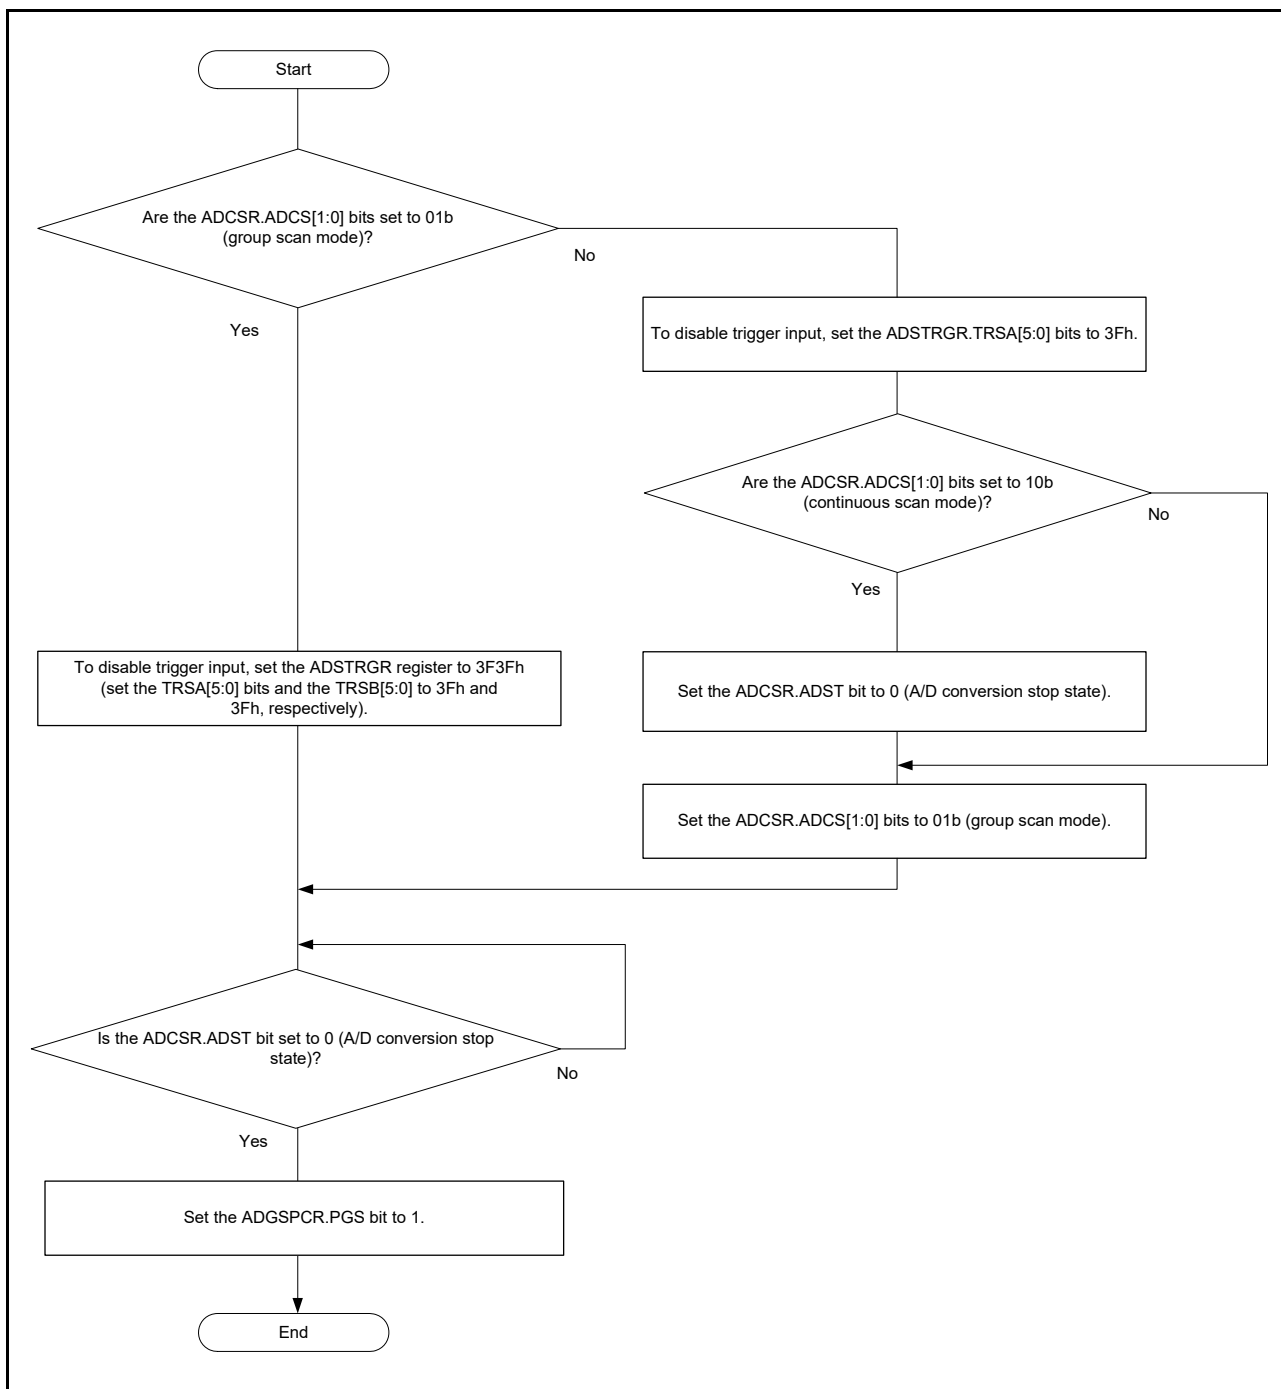 Start
Are the ADCSR.ADCS[1:0] bits set to 01b
(group scan mode)?
No
Yes
To disable trigger input, set the ADSTRGR.TRSA[5:0] bits to 3Fh.
Are the ADCSR.ADCS[1:0] bits set to 10b
(continuous scan mode)?
No
Yes
To disable trigger input, set the ADSTRGR register to 3F3Fh
(set the TRSA[5:0] bits and the TRSB[5:0] to 3Fh and
3Fh, respectively).
Set the ADCSR.ADST bit to 0 (A/D conversion stop state).
Set the ADCSR.ADCS[1:0] bits to 01b (group scan mode).
Is the ADCSR.ADST bit set to 0 (A/D conversion stop
state)?
No
Yes
Set the ADGSPCR.PGS bit to 1.
End